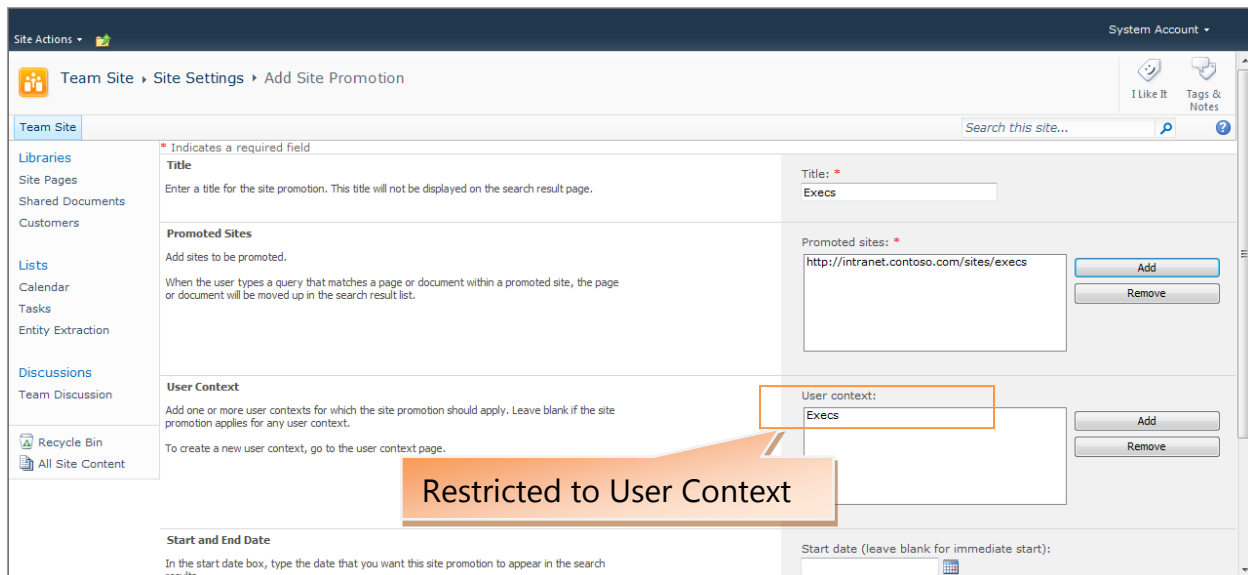 System Account
Site Actions
Team Site ▸ Site Settings ▸ Add Site Promotion
I Like It
Tags &
Notes
Team Site
Search this site...
Libraries
Site Pages
Shared Documents
Customers
Lists
Calendar
Tasks
Entity Extraction
Discussions
Team Discussion
Recycle Bin
All Site Content
* Indicates a required field
Title
Enter a title for the site promotion. This title will not be displayed on the search result page.
Title: *
Execs
Promoted Sites
Add sites to be promoted.
When the user types a query that matches a page or document within a promoted site, the page
or document will be moved up in the search result list.
Promoted sites: *
http://intranet.contoso.com/sites/execs
Add
Remove
User Context
Add one or more user contexts for which the site promotion should apply. Leave blank if the site
promotion applies for any user context.
To create a new user context, go to the user context page.
User context:
Execs
Add
Remove
Restricted to User Context
Start and End Date
In the start date box, type the date that you want this site promotion to appear in the search
Start date (leave blank for immediate start):